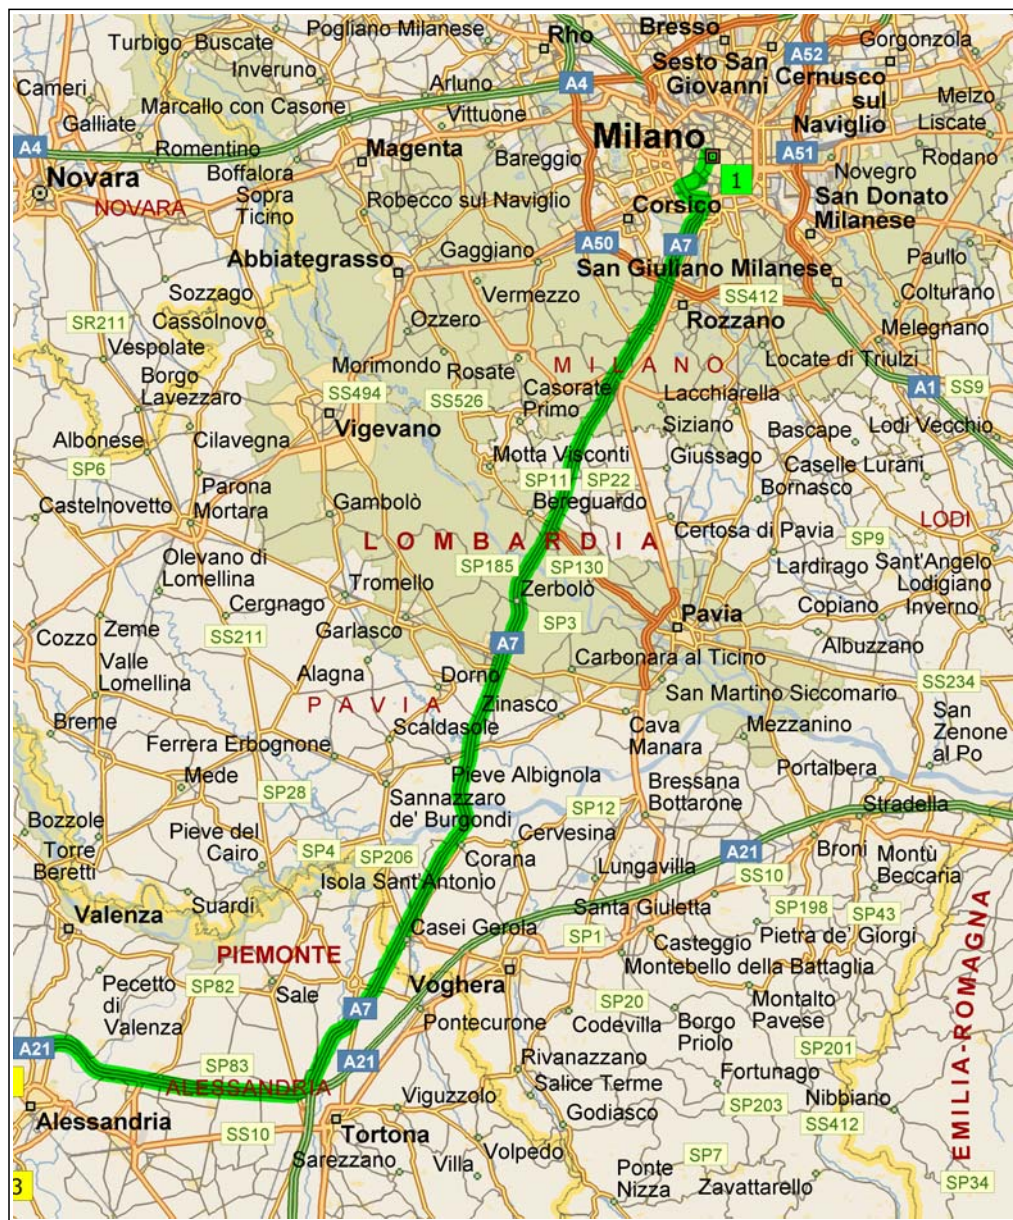 Pogliano Milanese
Rho
Bresso
A52
Gorgonzola
Turbigo
Buscate
Sesto San
Giovanni
Cernusco
sul
Naviglio
Cameri
Inveruno
Arluno
A4
Melzo
Marcallo con Casone
Galliate
Vittuone
Milano
Liscate
A4
Romentino
Magenta
Bareggio
A51
Rodano
Novara
Boffalora
Sopra
Ticino
1
Novegro
NOVARA
Robecco sul Naviglio
Corsico
San Donato
Milanese
Gaggiano
A50
A7
Paullo
Abbiategrasso
San Giuliano Milanese
Sozzago
Vermezzo
SS412
Colturano
SR211
Cassolnovo
Ozzero
Rozzano
Melegnano
Vespolate
Morimondo
Rosate
MILANO
Locate di Triulzi
Borgo
Lavezzaro
SS494
SS526
Casorate
Primo
Lacchiarella
A1
SS9
Albonese
Cilavegna
Vigevano
Siziano
Bascape
Lodi Vecchio
SP6
Motta Visconti
Giussago
Caselle Lurani
Castelnovetto
Parona
Mortara
Gambolò
SP11
SP22
Bereguardo
Bornasco
LOMBARDIA
Certosa di Pavia
LODI
Olevano di
Lomellina
Tromello
SP185
SP130
SP9
Lardirago
Sant'Angelo
Lodigiano
Cergnago
Zerbolò
Copiano
Inverno
Cozzo
Zeme
SS211
Garlasco
SP3
Pavia
Albuzzano
Valle
Lomellina
Alagna
A7
Dorno
Carbonara al Ticino
SS234
Breme
PAVIA
Zinasco
San Martino Siccomario
Scaldasole
Cava
Manara
Mezzanino
San
Zenone
al Po
Ferrera Erbognone
Mede
Pieve Albignola
Portalbera
SP28
Sannazzaro
de' Burgondi
SP12
Bressana
Bottarone
Stradella
Bozzole
Torre
Beretti
Pieve del
Cairo
SP4
SP206
Cervesina
Corana
Lungavilla
A21
Broni
Montù
Beccaria
SS10
Isola Sant'Antonio
Suardi
Valenza
Casei Gerola
Santa Giuletta
SP198
SP43
PIEMONTE
SP1
Casteggio
Pietra de' Giorgi
EMILIA-ROMAGNA
Pecetto
di
Valenza
SP82
Sale
Voghera
Montebello della Battaglia
A7
Pontecurone
SP20
Codevilla
Borgo
Priolo
Montalto
Pavese
A21
SP83
A21
Rivanazzano
SP201
ALESSANDRIA
Salice Terme
Fortunago
Alessandria
Viguzzolo
Godiasco
SP203
Nibbiano
SS10
Tortona
SS412
Sarezzano
Volpedo
Villa
Ponte
Nizza
SP7
Zavattarello
SP34
3